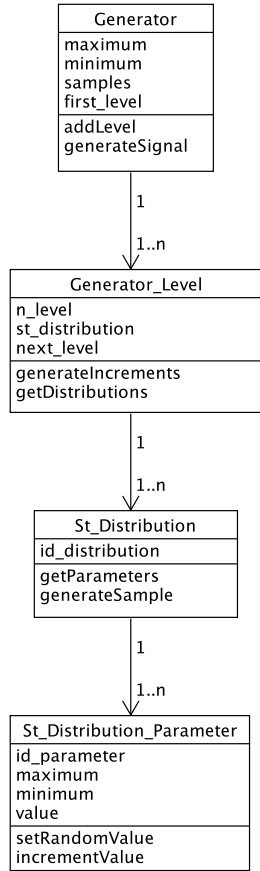 Generator
maximum
minimum
samples
first_level
addLevel
generateSignal
1
1..n
Generator_Level
n_level
st_distribution
next_level
generateIncrements
getDistributions
1
1..n
St_Distribution
id_distribution
getParameters
generateSample
1
1..n
St_Distribution_Parameter
id_parameter
maximum
minimum
value
setRandomValue
incrementValue